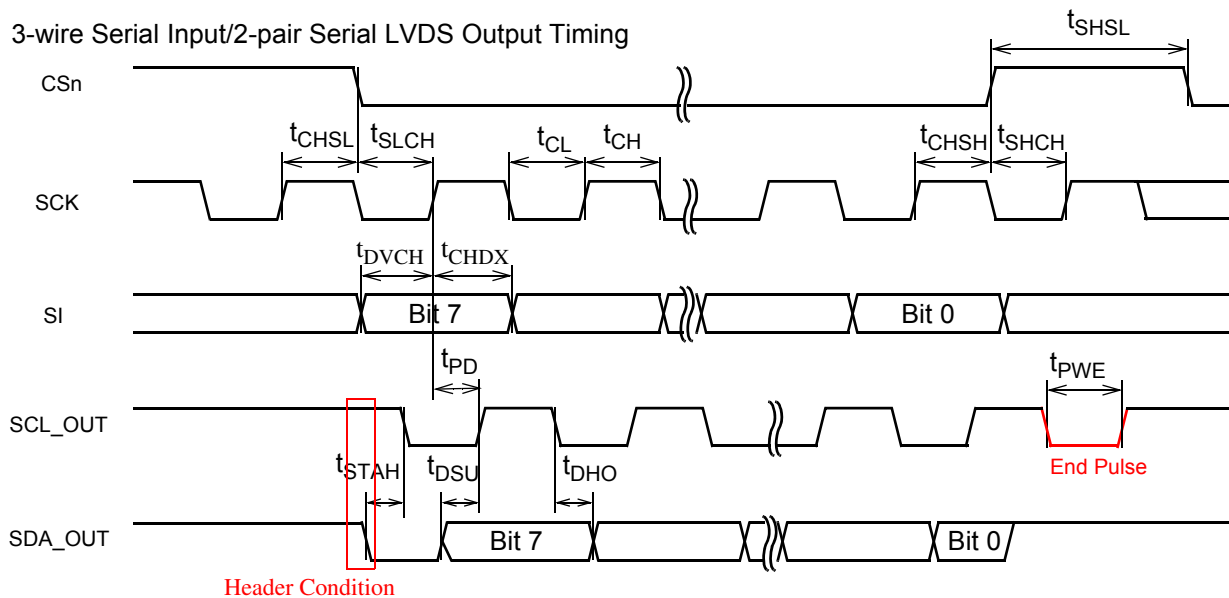 3-wire Serial Input/2-pair Serial LVDS Output Timing
tSHSL
CSn
tCHSL tSLCH tCL tCH tCHSH tSHCH
SCK
tDVCH tCHDX
SI Bit 7 Bit 0
tPD tPWE
SCL_OUT
End Pulse
tSTAH tDSU tDHO
SDA_OUT Bit 7 Bit 0
Header Condition